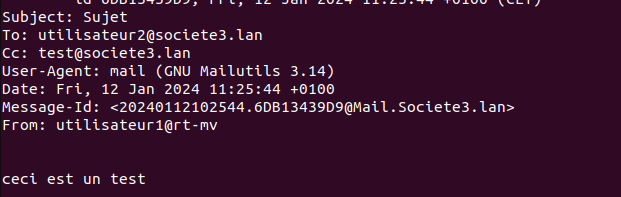 id 6DB13439D9; Fri, 12 Jan 2024 11:25:44 +0100 (CET)
Subject: Sujet
To: utilisateur2@societe3.lan
Cc: test@societe3.lan
User-Agent: mail (GNU Mailutils 3.14)
Date: Fri, 12 Jan 2024 11:25:44 +0100
Message-Id: <20240112102544.6DB13439D9@Mail.Societe3.lan>
From: utilisateur1@rt-mv
ceci est un test